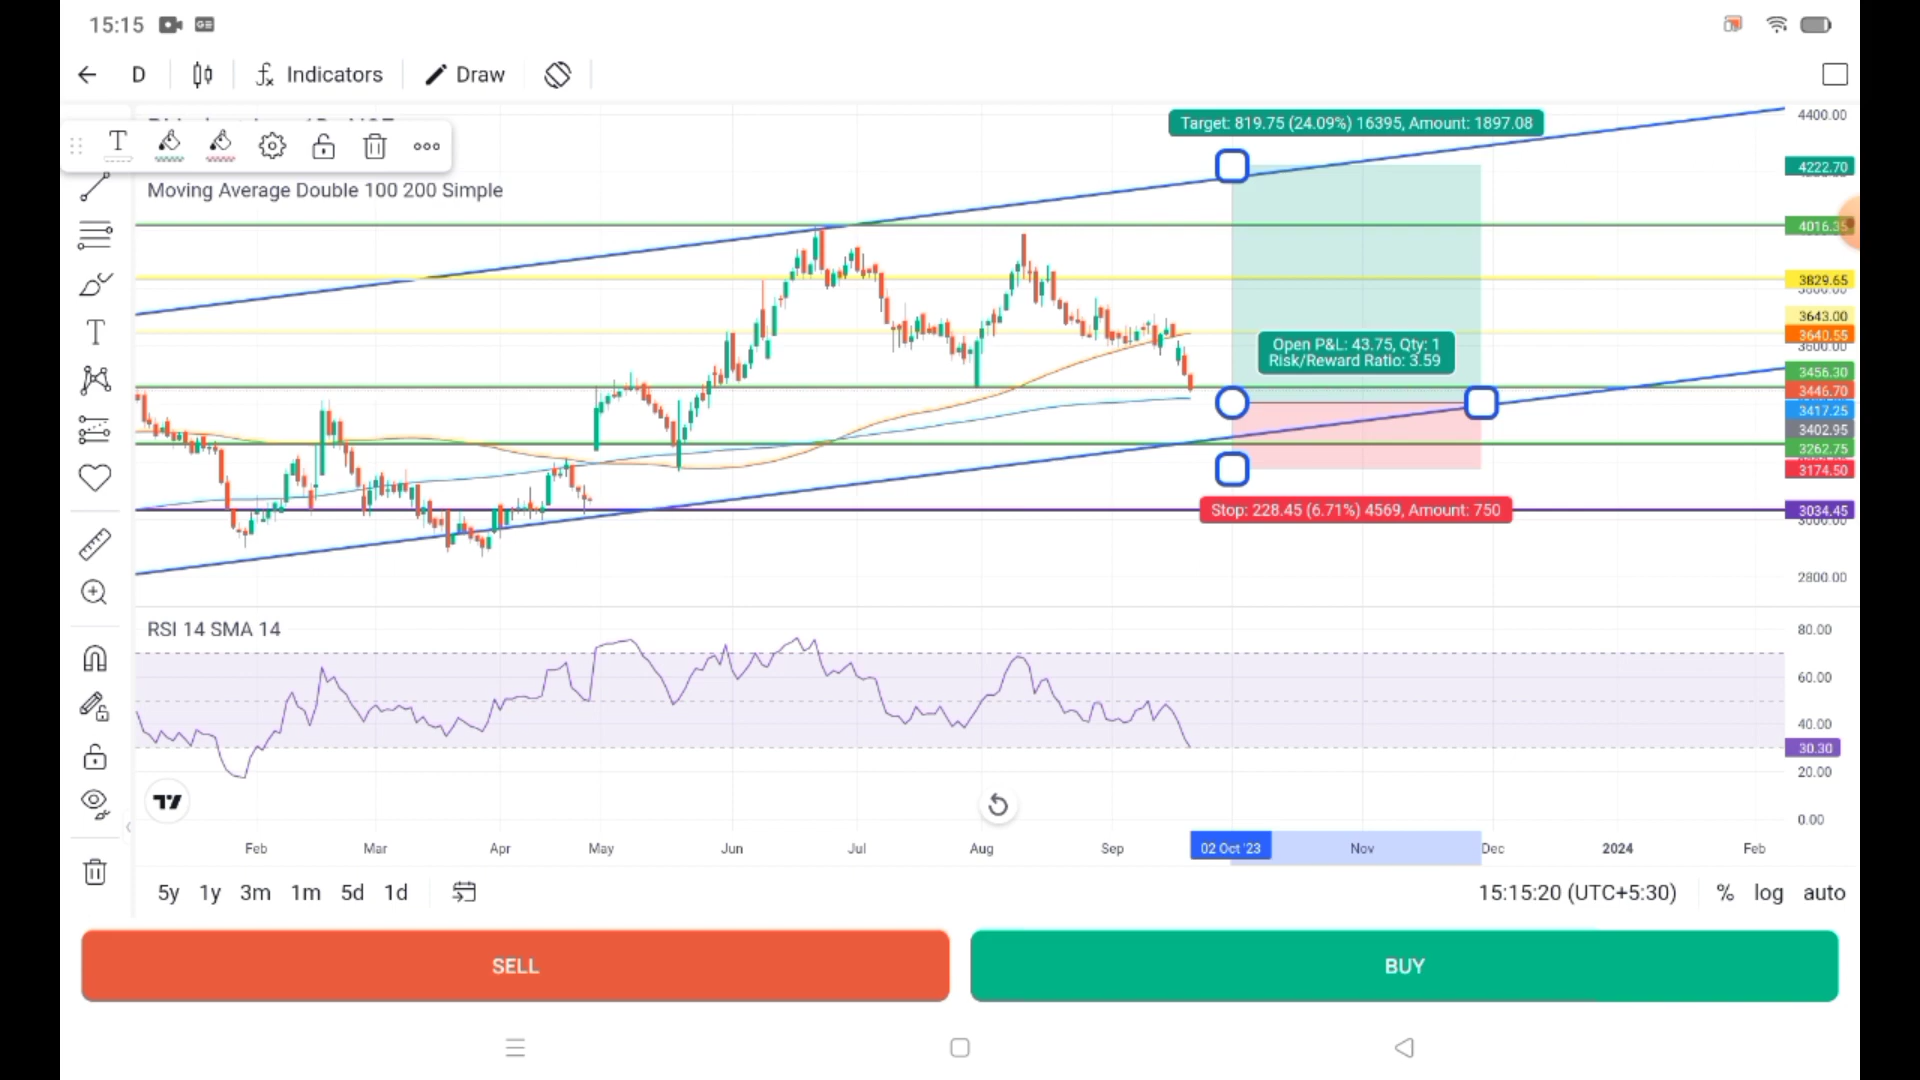 15:15
D
Indicators
Draw
T
Moving Average Double 100 200 Simple
Target: 819.75 (24.09%) 16395, Amount: 1897.08
4400.00
4222.70
4016.35
3829.65
3643.00
3640.55
3600.00
3456.30
3446.70
3417.25
3402.95
3262.75
3174.50
3034.45
3000.00
2800.00
Open P&L: 43.75, Qty: 1
Risk/Reward Ratio: 3.59
Stop: 228.45 (6.71%) 4569, Amount: 750
T
RSI 14 SMA 14
80.00
60.00
40.00
30.30
20.00
0.00
Feb Mar Apr May Jun Jul Aug Sep 02 Oct '23 Nov Dec 2024 Feb
5y 1y 3m 1m 5d 1d 15:15:20 (UTC+5:30) % log auto
SELL BUY